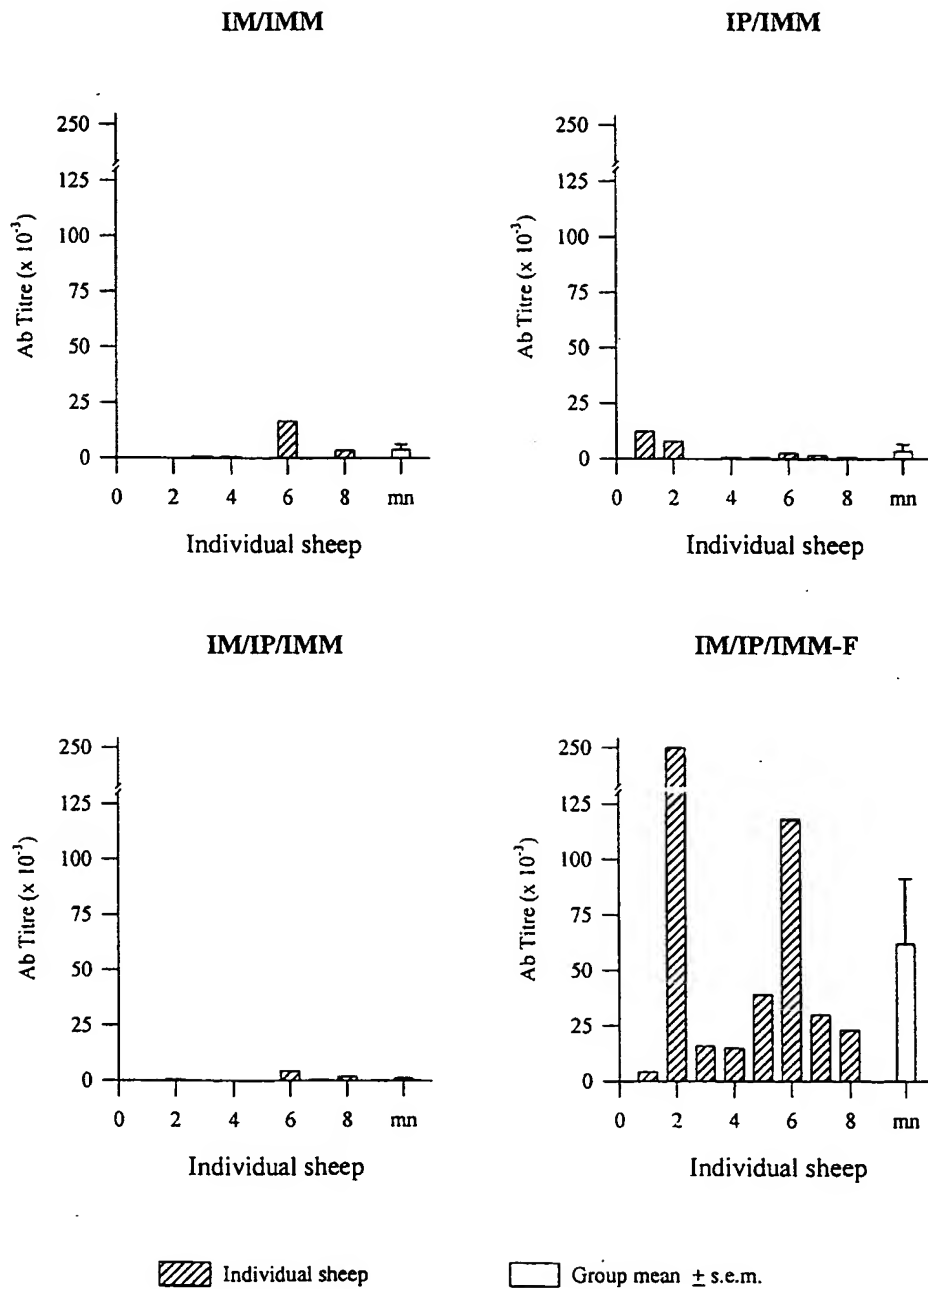 IM/IMM
250
125
100
75
50
25
0
Ab Titre (x 10⁻³)
0 2 4 6 8 mn
Individual sheep
IP/IMM
250
125
100
75
50
25
0
Ab Titre (x 10⁻³)
0 2 4 6 8 mn
Individual sheep
IM/IP/IMM
250
125
100
75
50
25
0
Ab Titre (x 10⁻³)
0 2 4 6 8 mn
Individual sheep
IM/IP/IMM-F
250
125
100
75
50
25
0
Ab Titre (x 10⁻³)
0 2 4 6 8 mn
Individual sheep
Individual sheep
Group mean ± s.e.m.